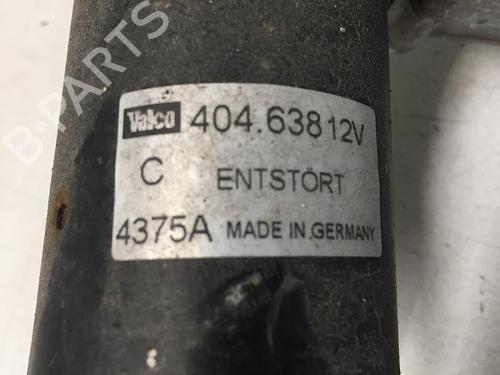 B-PARTS
Valeo 404.638 12V
C ENTSTÖRT
4375A MADE IN GERMANY